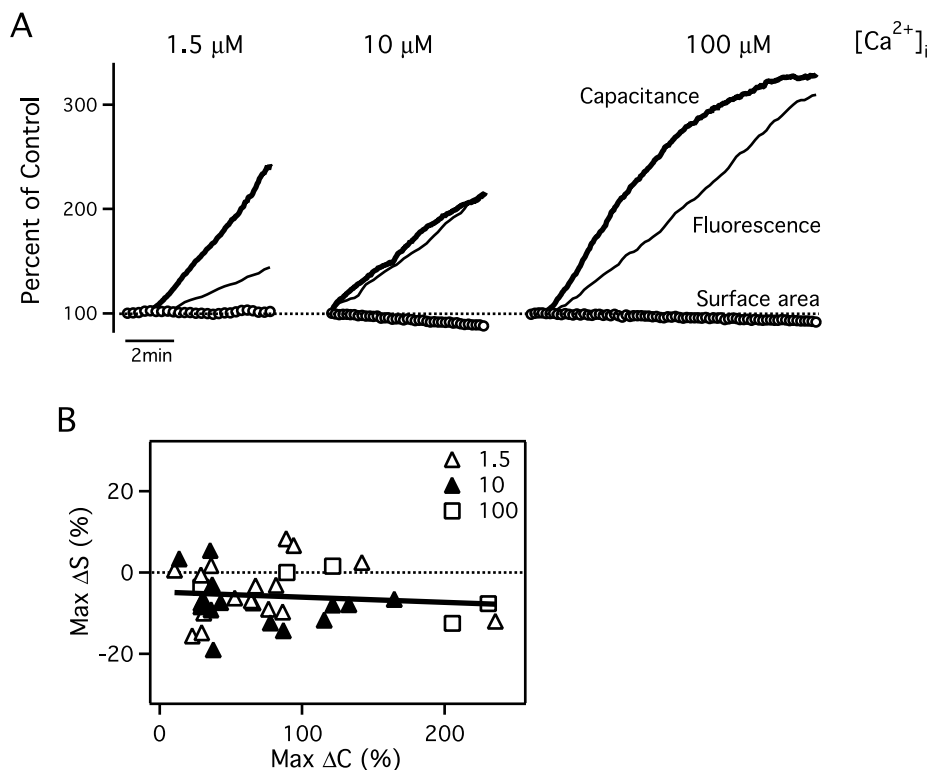 A
1.5 μM 10 μM 100 μM [Ca²⁺]i
Percent of Control
300
200
100
Capacitance
Fluorescence
Surface area
2min
B
Max ΔS (%)
20
0
-20
1.5
10
100
0 100 200
Max ΔC (%)